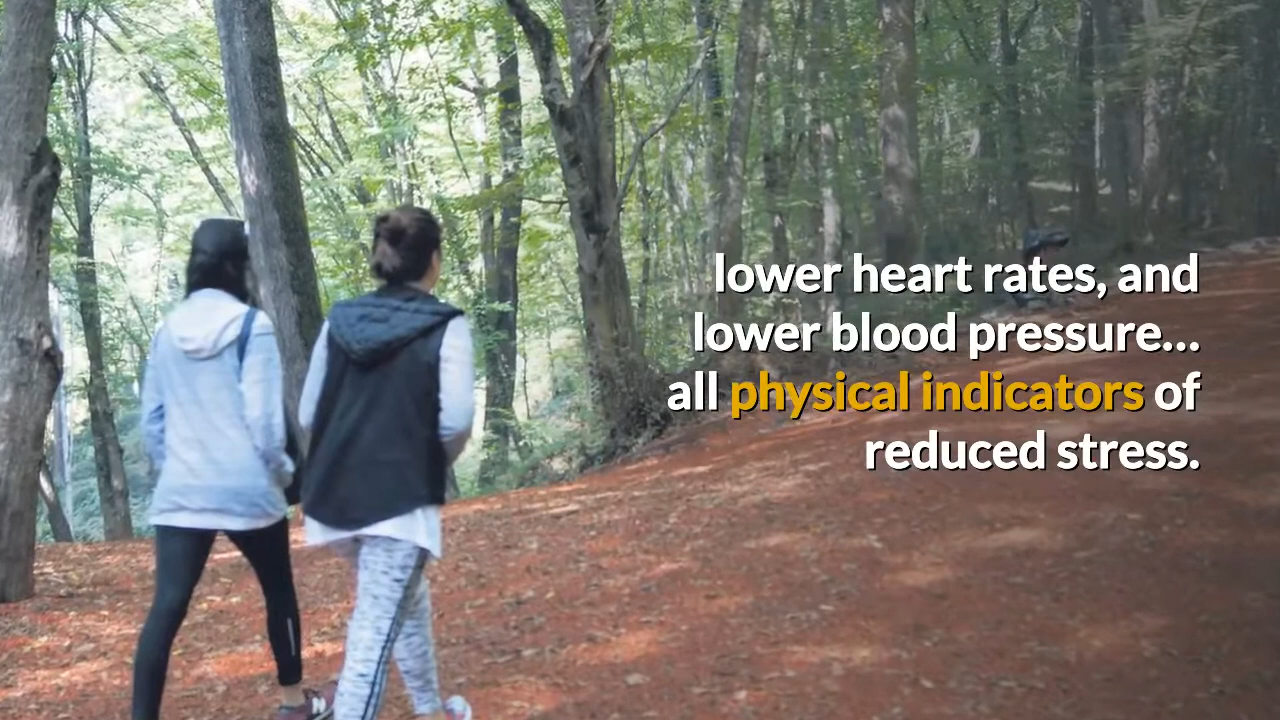 lower heart rates, and
lower blood pressure...
all physical indicators of
reduced stress.